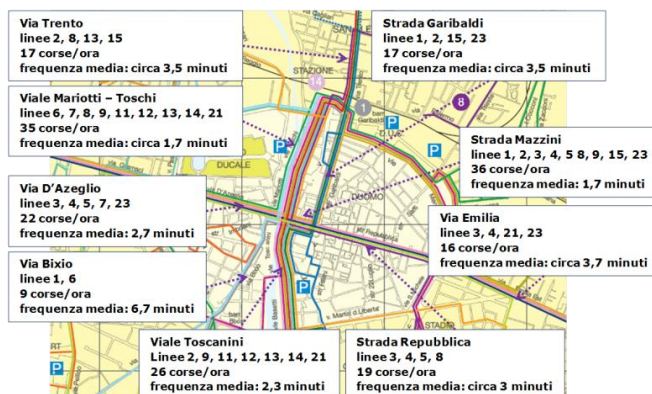 Via Trento
linee 2, 8, 13, 15
17 corse/ora
frequenza media: circa 3,5 minuti
Strada Garibaldi
linee 1, 2, 15, 23
17 corse/ora
frequenza media: circa 3,5 minuti
STAZIONE
14
1
8
Viale Mariotti – Toschi
linee 6, 7, 8, 9, 11, 12, 13, 14, 21
35 corse/ora
frequenza media: circa 1,7 minuti
P
P
P
Strada Mazzini
linee 1, 2, 3, 4, 5 8, 9, 15, 23
36 corse/ora
frequenza media: 1,7 minuti
DUCALE
DUOMO
Via D’Azeglio
linee 3, 4, 5, 7, 23
22 corse/ora
frequenza media: 2,7 minuti
str Repubblica
Via Emilia
linee 3, 4, 21, 23
16 corse/ora
frequenza media: circa 3,7 minuti
Via Bixio
linee 1, 6
9 corse/ora
frequenza media: 6,7 minuti
Viale Toscanini
Linee 2, 9, 11, 12, 13, 14, 21
26 corse/ora
frequenza media: 2,3 minuti
Strada Repubblica
linee 3, 4, 5, 8
19 corse/ora
frequenza media: circa 3 minuti
P
P